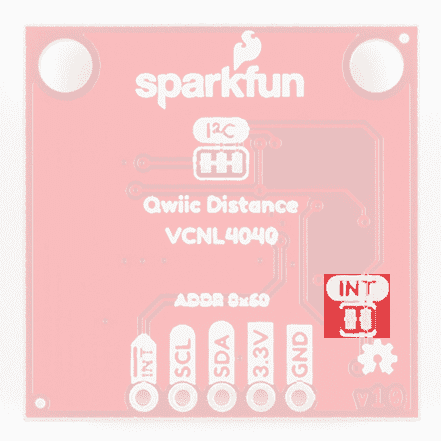 sparkfun
I²C
Qwiic Distance
VCNL4040
ADDR 0x60
INT
INT
SCL
SDA
3.3V
GND
v10